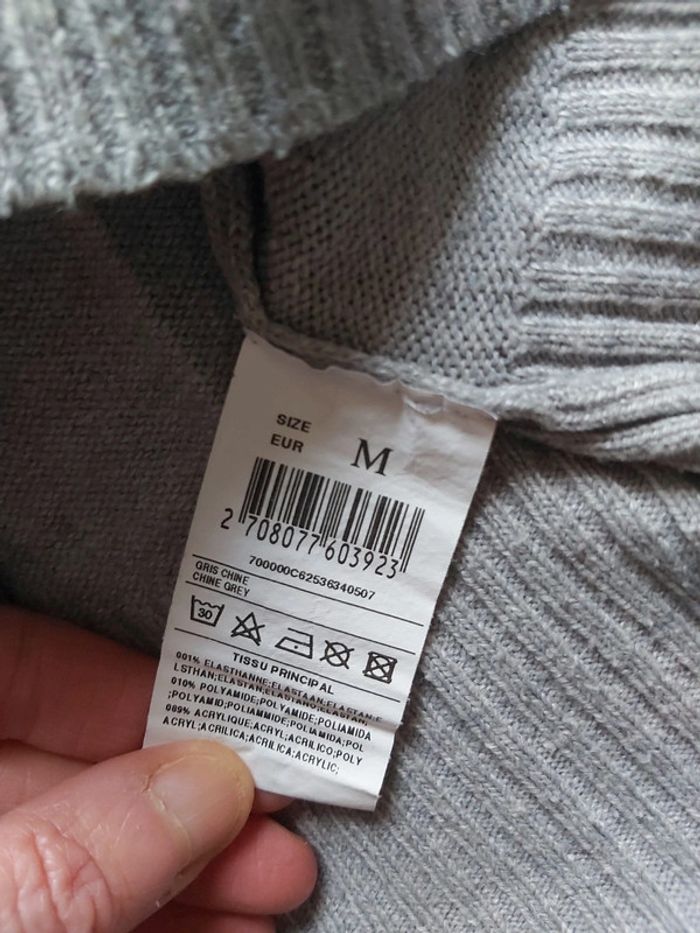 SIZE
EUR
M
2 708077 603923
700000C62536340507
GRIS CHINE
CHINE GREY
30
TISSU PRINCIPAL
001% ELASTHANNE;ELASTAAN;ELASTAN;E
LSTHAN;ELASTAN;ELASTANO;ELASTAN;
010% POLYAMIDE;POLYAMIDE;POLIAMIDA
;POLYAMID;POLIAMMIDE;POLIAMIDA;POL
089% ACRYLIQUE;ACRYL;ACRILICO;POLY
ACRYL;ACRILICA;ACRILICA;ACRYLIC;